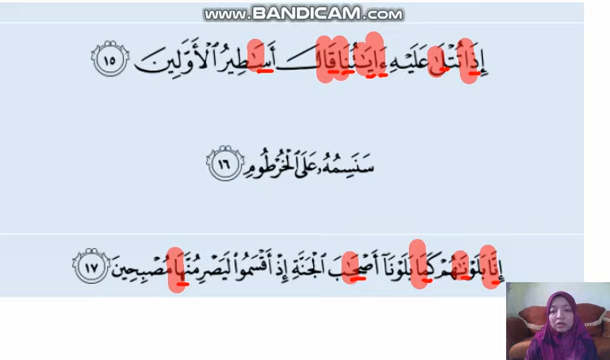 www.BANDICAM.com
إِذَا تُتْلَىٰ عَلَيْهِ ءَايَـٰتُنَا قَالَ أَسَـٰطِيرُ ٱلْأَوَّلِينَ ١٥
سَنَسِمُهُۥ عَلَى ٱلْخُرْطُومِ ١٦
إِنَّا بَلَوْنَـٰهُمْ كَمَا بَلَوْنَآ أَصْحَـٰبَ ٱلْجَنَّةِ إِذْ أَقْسَمُوا۟ لَيَصْرِمُنَّهَا مُصْبِحِينَ ١٧